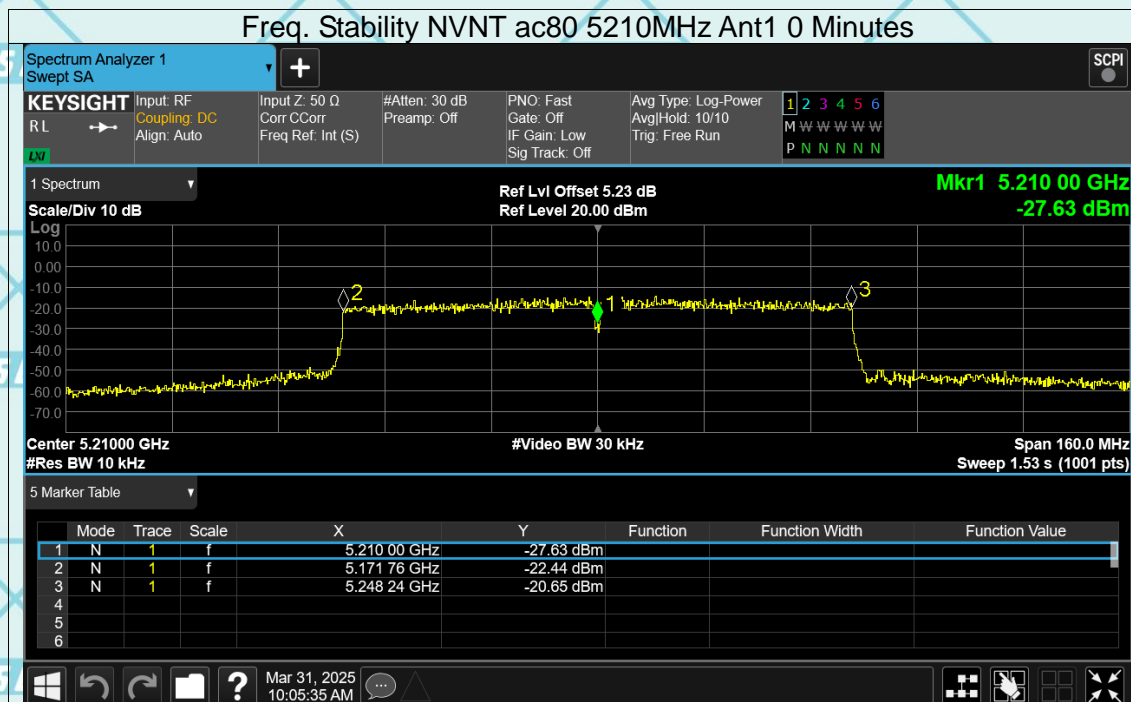 Freq. Stability NVNT ac80 5210MHz Ant1 0 Minutes
Spectrum Analyzer 1
Swept SA
+
SCPI
KEYSIGHT Input: RF Input Z: 50 Ω #Atten: 30 dB PNO: Fast Avg Type: Log-Power 1 2 3 4 5 6
RL Coupling: DC Corr CCorr Preamp: Off Gate: Off Avg|Hold: 10/10 M W W W W W
Align: Auto Freq Ref: Int (S) IF Gain: Low Trig: Free Run
LXI Sig Track: Off P N N N N N
1 Spectrum Ref Lvl Offset 5.23 dB Mkr1 5.210 00 GHz
Scale/Div 10 dB Ref Level 20.00 dBm -27.63 dBm
Log
10.0
0.00
-10.0
2
3
-20.0
1
-30.0
-40.0
-50.0
-60.0
-70.0
Center 5.21000 GHz #Video BW 30 kHz Span 160.0 MHz
#Res BW 10 kHz Sweep 1.53 s (1001 pts)
5 Marker Table
Mode Trace Scale X Y Function Function Width Function Value
1 N 1 f 5.210 00 GHz -27.63 dBm
2 N 1 f 5.171 76 GHz -22.44 dBm
3 N 1 f 5.248 24 GHz -20.65 dBm
4
5
6
? Mar 31, 2025
10:05:35 AM